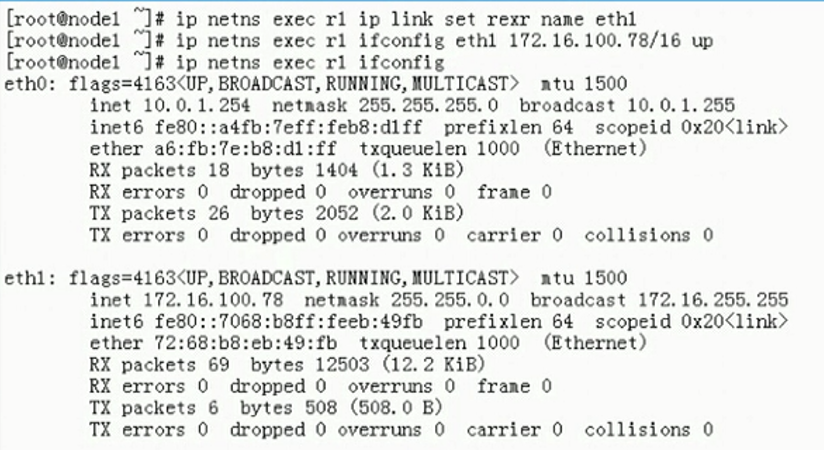 [root@node1 ~]# ip netns exec r1 ip link set rexr name eth1
[root@node1 ~]# ip netns exec r1 ifconfig eth1 172.16.100.78/16 up
[root@node1 ~]# ip netns exec r1 ifconfig
eth0: flags=4163<UP,BROADCAST,RUNNING,MULTICAST>  mtu 1500
        inet 10.0.1.254  netmask 255.255.255.0  broadcast 10.0.1.255
        inet6 fe80::a4fb:7eff:feb8:d1ff  prefixlen 64  scopeid 0x20<link>
        ether a6:fb:7e:b8:d1:ff  txqueuelen 1000  (Ethernet)
        RX packets 18  bytes 1404 (1.3 KiB)
        RX errors 0  dropped 0  overruns 0  frame 0
        TX packets 26  bytes 2052 (2.0 KiB)
        TX errors 0  dropped 0 overruns 0  carrier 0  collisions 0

eth1: flags=4163<UP,BROADCAST,RUNNING,MULTICAST>  mtu 1500
        inet 172.16.100.78  netmask 255.255.0.0  broadcast 172.16.255.255
        inet6 fe80::7068:b8ff:feeb:49fb  prefixlen 64  scopeid 0x20<link>
        ether 72:68:b8:eb:49:fb  txqueuelen 1000  (Ethernet)
        RX packets 69  bytes 12503 (12.2 KiB)
        RX errors 0  dropped 0  overruns 0  frame 0
        TX packets 6  bytes 508 (508.0 B)
        TX errors 0  dropped 0 overruns 0  carrier 0  collisions 0